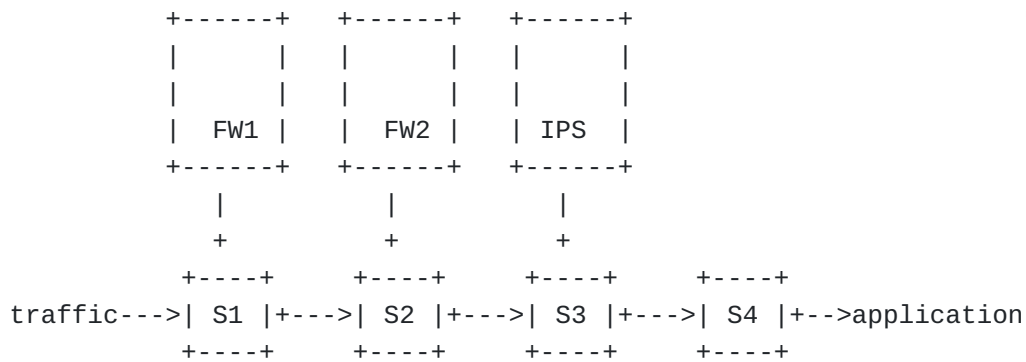 +------+   +------+   +------+
|      |   |      |   |      |
|      |   |      |   |      |
|  FW1 |   |  FW2 |   | IPS  |
+------+   +------+   +------+
|          |          |
+          +          +
+----+     +----+     +----+     +----+
traffic--->| S1 |+--->| S2 |+--->| S3 |+--->| S4 |+-->application
+----+     +----+     +----+     +----+